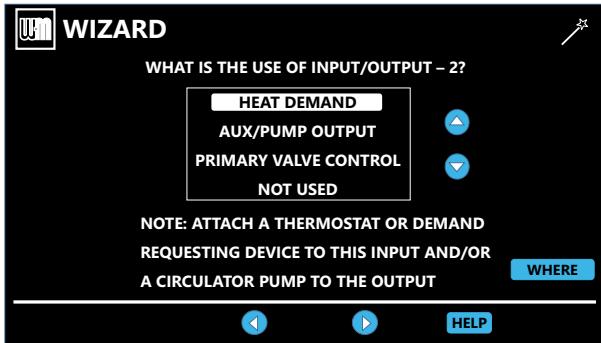 WM WIZARD
WHAT IS THE USE OF INPUT/OUTPUT – 2?
HEAT DEMAND
AUX/PUMP OUTPUT
PRIMARY VALVE CONTROL
NOT USED
NOTE: ATTACH A THERMOSTAT OR DEMAND
REQUESTING DEVICE TO THIS INPUT AND/OR
A CIRCULATOR PUMP TO THE OUTPUT
WHERE
HELP